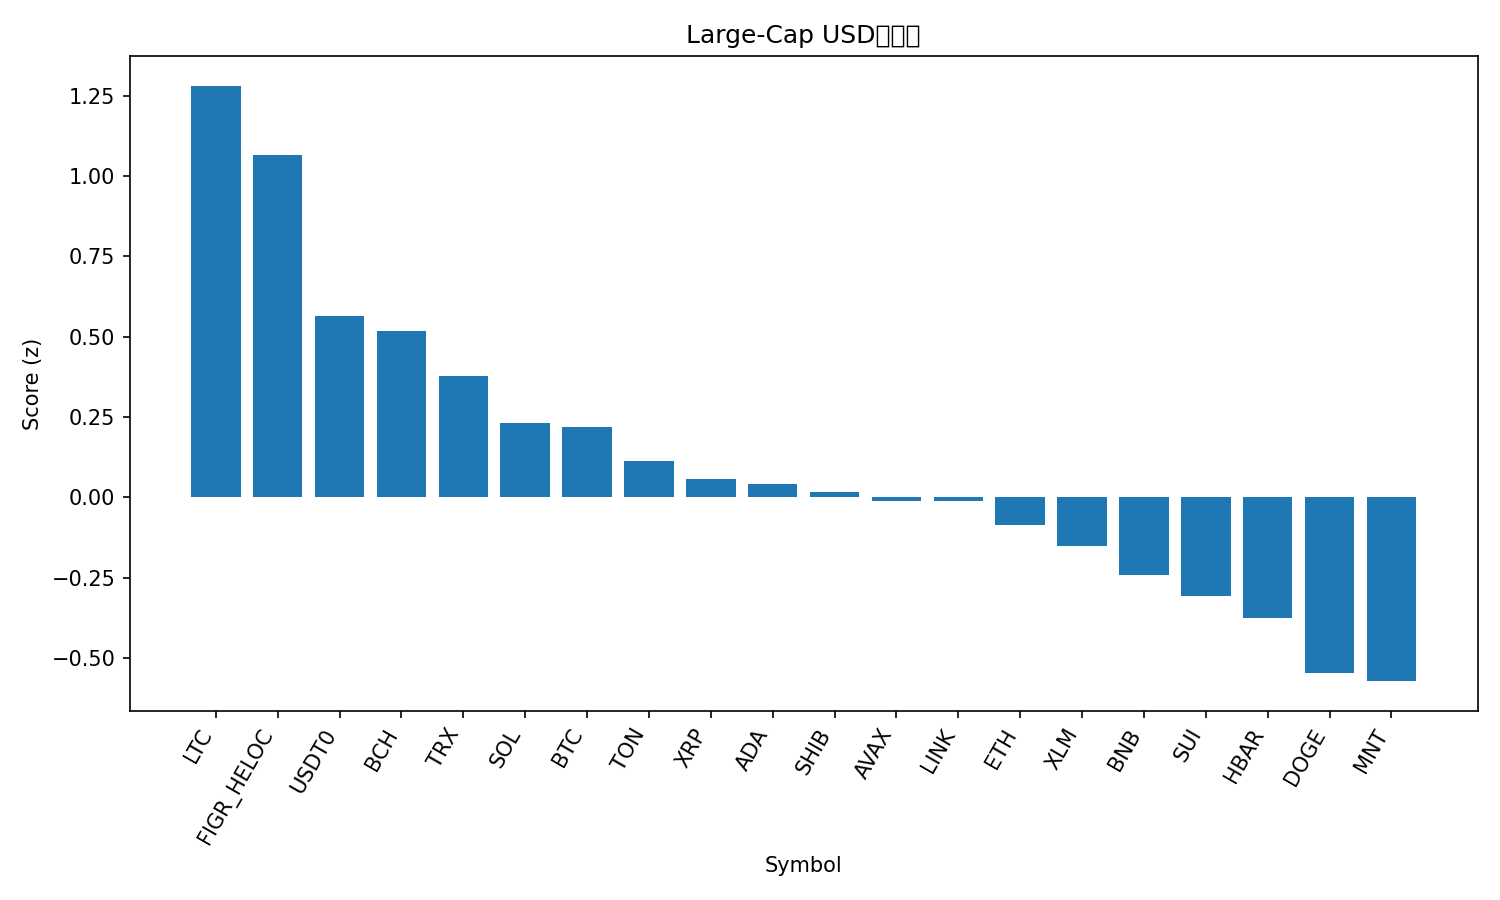 Large-Cap USD
1.25
1.00
0.75
0.50
0.25
0.00
−0.25
−0.50
Score (z)
LTC
FIGR_HELOC
USDT0
BCH
TRX
SOL
BTC
TON
XRP
ADA
SHIB
AVAX
LINK
ETH
XLM
BNB
SUI
HBAR
DOGE
MNT
Symbol